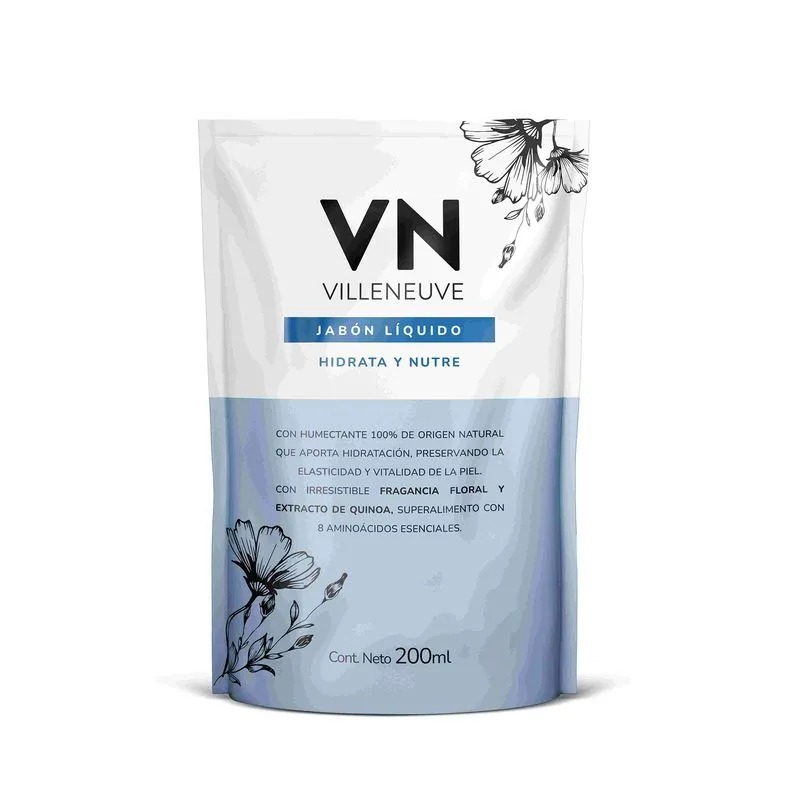 VN
VILLENEUVE
JABÓN LÍQUIDO
HIDRATA Y NUTRE
CON HUMECTANTE 100% DE ORIGEN NATURAL
QUE APORTA HIDRATACIÓN, PRESERVANDO LA
ELASTICIDAD Y VITALIDAD DE LA PIEL.
CON IRRESISTIBLE FRAGANCIA FLORAL Y
EXTRACTO DE QUINOA, SUPERALIMENTO CON
8 AMINOÁCIDOS ESENCIALES.
Cont. Neto 200ml